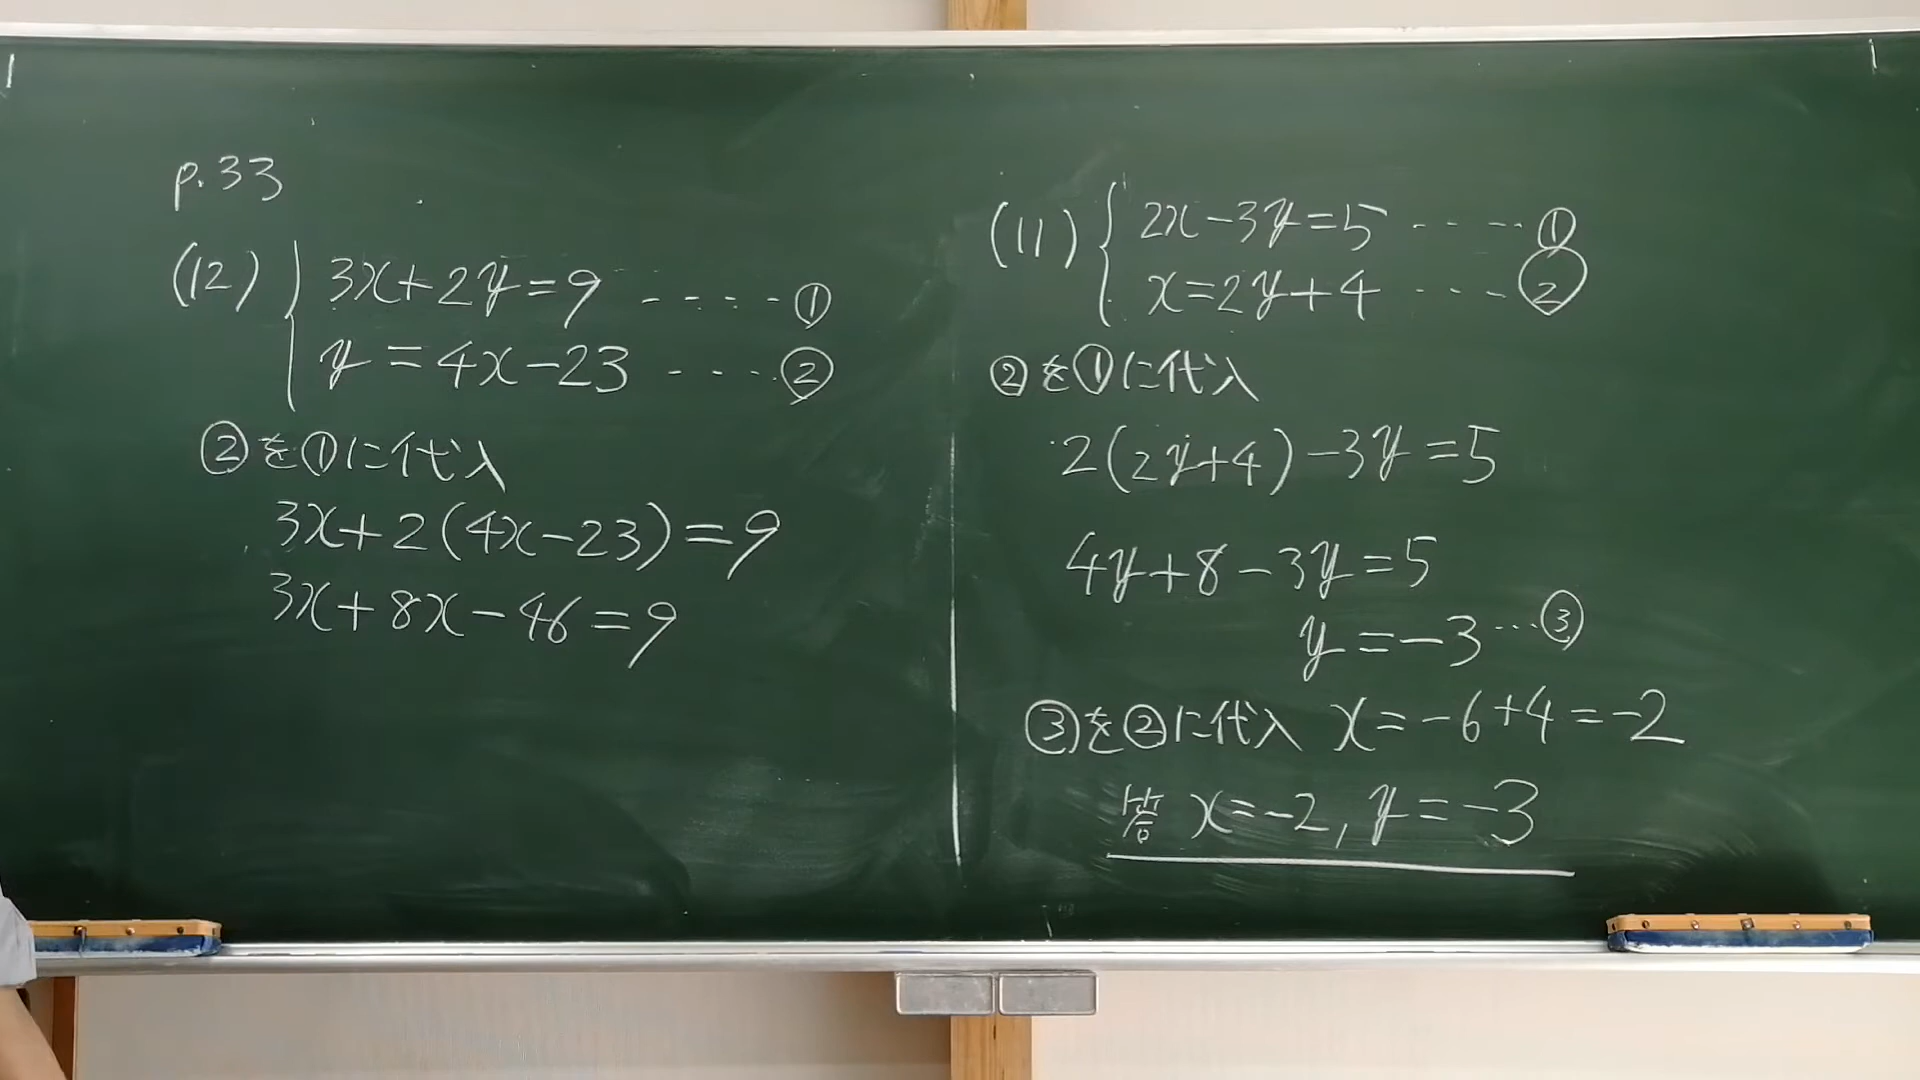 p.33
(12) { 3x+2y=9 ----- ①
y=4x-23 ---- ②
②を①に代入
3x+2(4x-23)=9
3x+8x-46=9
(11) { 2x-3y=5 ---- ①
x=2y+4 --- ②
②を①に代入
2(2y+4)-3y=5
4y+8-3y=5
y=-3 … ③
③を②に代入 x=-6+4=-2
答 x=-2, y=-3